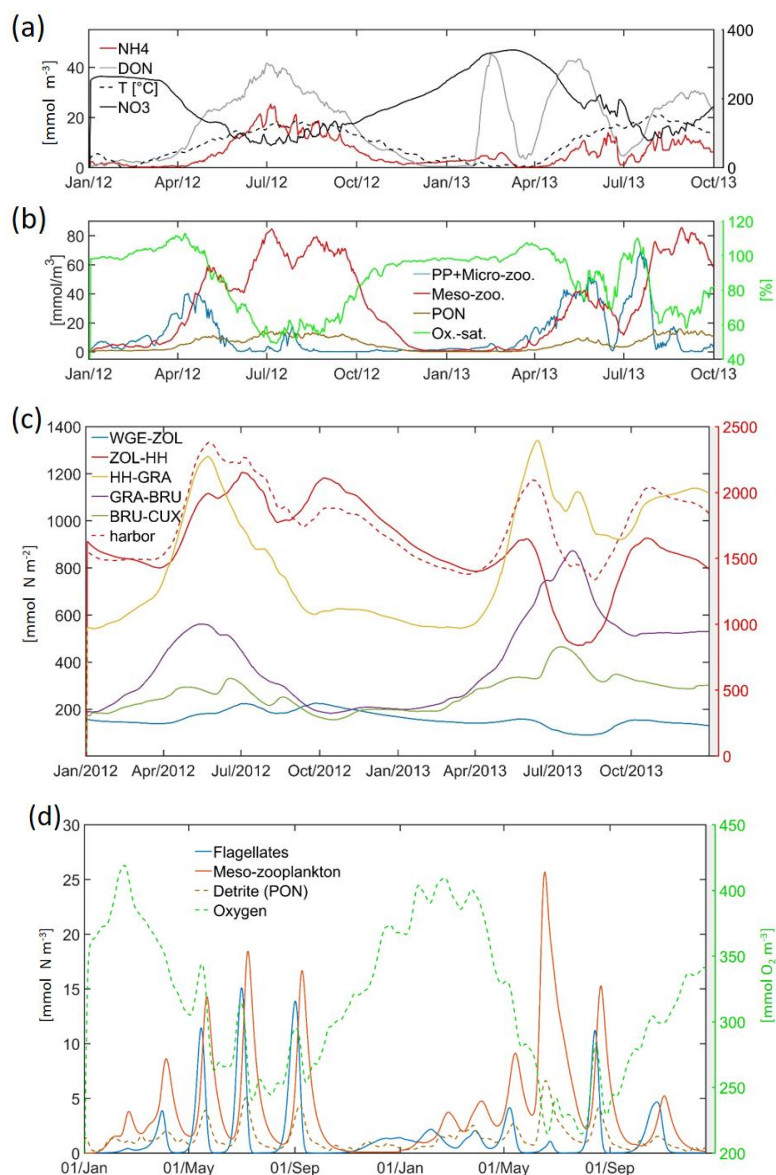 (a)
[mmol m⁻³]
40
20
0
NH4
DON
T [°C]
NO3
400
200
0
Jan/12 Apr/12 Jul/12 Oct/12 Jan/13 Apr/13 Jul/13 Oct/13
(b)
[mmol/m³]
80
60
40
20
0
PP+Micro-zoo.
Meso-zoo.
PON
Ox.-sat.
120
100
80
60
40
[%]
Jan/12 Apr/12 Jul/12 Oct/12 Jan/13 Apr/13 Jul/13 Oct/13
(c)
[mmol N m⁻²]
1400
1200
1000
800
600
400
200
WGE-ZOL
ZOL-HH
HH-GRA
GRA-BRU
BRU-CUX
harbor
2500
2000
1500
1000
500
0
Jan/2012 Apr/2012 Jul/2012 Oct/2012 Jan/2013 Apr/2013 Jul/2013 Oct/2013
(d)
[mmol N m⁻³]
30
25
20
15
10
5
0
Flagellates
Meso-zooplankton
Detrite (PON)
Oxygen
450
400
350
300
250
200
[mmol O₂ m⁻³]
01/Jan 01/May 01/Sep 01/Jan 01/May 01/Sep